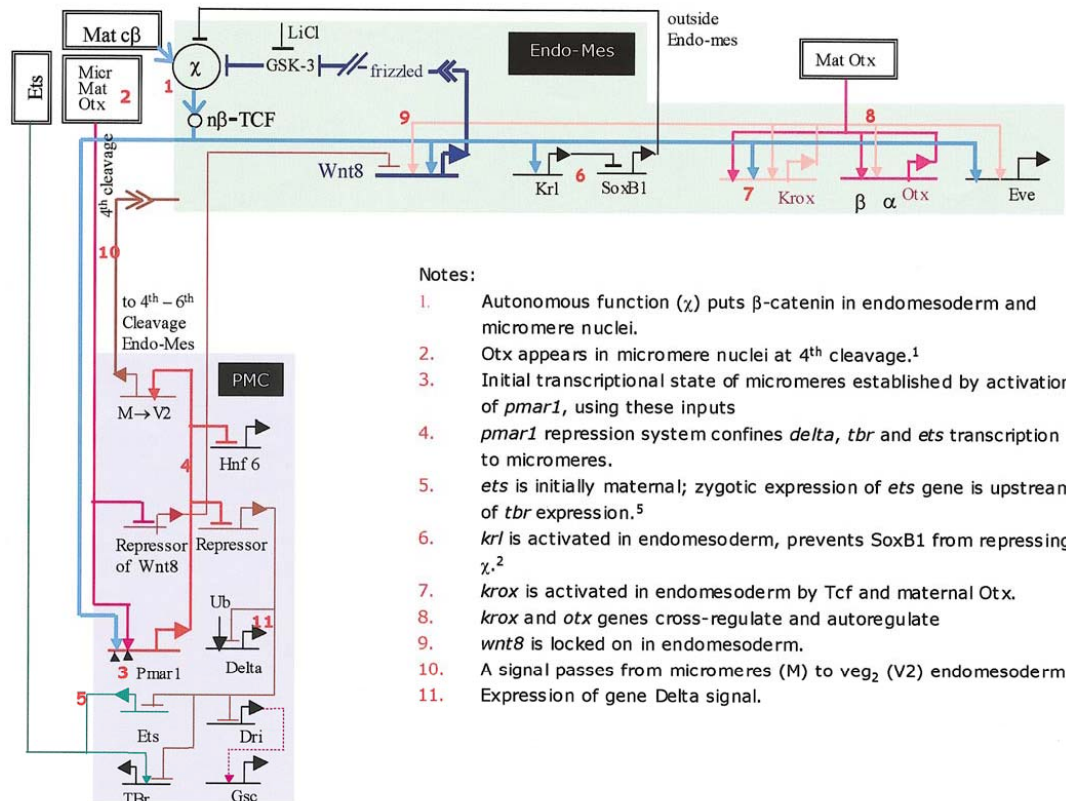 Mat cβ
LiCl
GSK-3
frizzled
Endo-Mes
outside
Endo-mes
Mat Otx
Ets
Micr
Mat
Otx
2
χ
1
nβ-TCF
4th cleavage
9
8
Wnt8
Krl
6
SoxB1
7
Krox
β
α
Otx
Eve
10
to 4th – 6th
Cleavage
Endo-Mes
PMC
M→V2
Hnf 6
4
Repressor
of Wnt8
Repressor
Ub
11
Delta
3
Pmar1
5
Ets
Dri
TBr
Gsc
Notes:
1. Autonomous function (χ) puts β-catenin in endomesoderm and
micromere nuclei.
2. Otx appears in micromere nuclei at 4th cleavage.1
3. Initial transcriptional state of micromeres established by activation
of pmar1, using these inputs
4. pmar1 repression system confines delta, tbr and ets transcription
to micromeres.
5. ets is initially maternal; zygotic expression of ets gene is upstream
of tbr expression.5
6. krl is activated in endomesoderm, prevents SoxB1 from repressing
χ.2
7. krox is activated in endomesoderm by Tcf and maternal Otx.
8. krox and otx genes cross-regulate and autoregulate
9. wnt8 is locked on in endomesoderm.
10. A signal passes from micromeres (M) to veg2 (V2) endomesoderm
11. Expression of gene Delta signal.